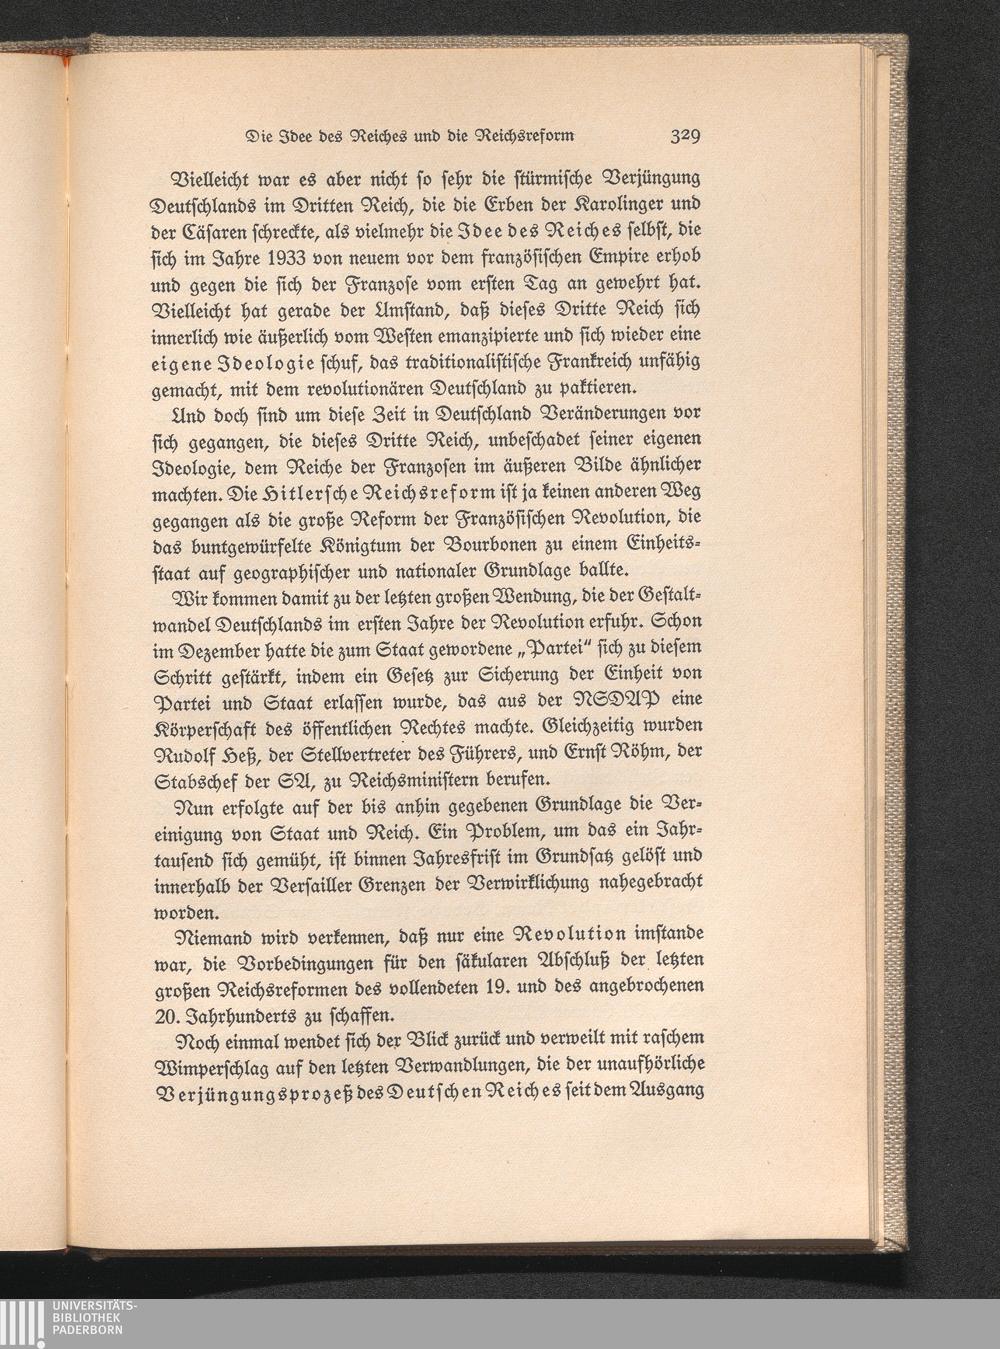 Die Idee des Reiches und die Reichsreform 329
Vielleicht war es aber nicht so sehr die stürmische Verjüngung
Deutschlands im Dritten Reich, die die Erben der Karolinger und
der Cäsaren schreckte, als vielmehr die Idee des Reiches selbst, die
sich im Jahre 1933 von neuem vor dem französischen Empire erhob
und gegen die sich der Franzose vom ersten Tag an gewehrt hat.
Vielleicht hat gerade der Umstand, daß dieses Dritte Reich sich
innerlich wie äußerlich vom Westen emanzipierte und sich wieder eine
eigene Ideologie schuf, das traditionalistische Frankreich unfähig
gemacht, mit dem revolutionären Deutschland zu paktieren.
Und doch sind um diese Zeit in Deutschland Veränderungen vor
sich gegangen, die dieses Dritte Reich, unbeschadet seiner eigenen
Ideologie, dem Reiche der Franzosen im äußeren Bilde ähnlicher
machten. Die Hitlersche Reichsreform ist ja keinen anderen Weg
gegangen als die große Reform der Französischen Revolution, die
das buntgewürfelte Königtum der Bourbonen zu einem Einheits-
staat auf geographischer und nationaler Grundlage ballte.
Wir kommen damit zu der letzten großen Wendung, die der Gestalt-
wandel Deutschlands im ersten Jahre der Revolution erfuhr. Schon
im Dezember hatte die zum Staat gewordene „Partei“ sich zu diesem
Schritt gestärkt, indem ein Gesetz zur Sicherung der Einheit von
Partei und Staat erlassen wurde, das aus der NSDAP eine
Körperschaft des öffentlichen Rechtes machte. Gleichzeitig wurden
Rudolf Heß, der Stellvertreter des Führers, und Ernst Röhm, der
Stabschef der SA, zu Reichsministern berufen.
Nun erfolgte auf der bis anhin gegebenen Grundlage die Ver-
einigung von Staat und Reich. Ein Problem, um das ein Jahr-
tausend sich gemüht, ist binnen Jahresfrist im Grundsatz gelöst und
innerhalb der Versailler Grenzen der Verwirklichung nahegebracht
worden.
Niemand wird verkennen, daß nur eine Revolution imstande
war, die Vorbedingungen für den säkularen Abschluß der letzten
großen Reichsreformen des vollendeten 19. und des angebrochenen
20. Jahrhunderts zu schaffen.
Noch einmal wendet sich der Blick zurück und verweilt mit raschem
Wimperschlag auf den letzten Verwandlungen, die der unaufhörliche
Verjüngungsprozeß des Deutschen Reiches seit dem Ausgang
UNIVERSITÄTS-
BIBLIOTHEK
PADERBORN